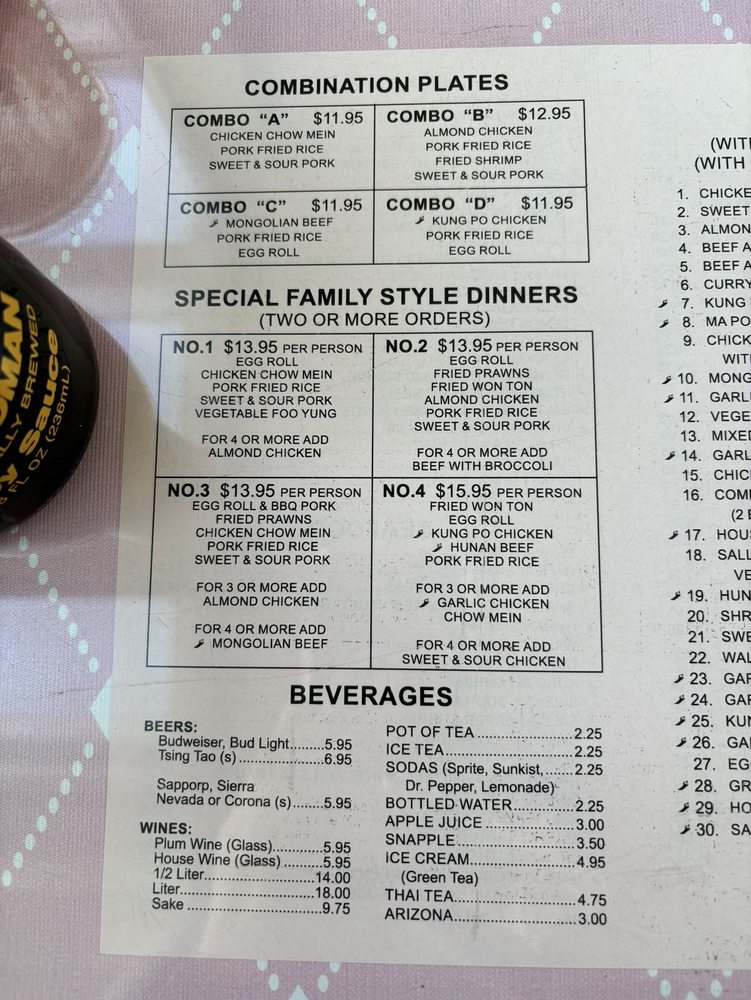 COMBINATION PLATES
COMBO "A" $11.95
CHICKEN CHOW MEIN
PORK FRIED RICE
SWEET & SOUR PORK
COMBO "B" $12.95
ALMOND CHICKEN
PORK FRIED RICE
FRIED SHRIMP
SWEET & SOUR PORK
COMBO "C" $11.95
MONGOLIAN BEEF
PORK FRIED RICE
EGG ROLL
COMBO "D" $11.95
KUNG PO CHICKEN
PORK FRIED RICE
EGG ROLL
SPECIAL FAMILY STYLE DINNERS
(TWO OR MORE ORDERS)
NO.1 $13.95 PER PERSON
EGG ROLL
CHICKEN CHOW MEIN
PORK FRIED RICE
SWEET & SOUR PORK
VEGETABLE FOO YUNG
FOR 4 OR MORE ADD
ALMOND CHICKEN
NO.2 $13.95 PER PERSON
EGG ROLL
FRIED PRAWNS
FRIED WON TON
ALMOND CHICKEN
PORK FRIED RICE
SWEET & SOUR PORK
FOR 4 OR MORE ADD
BEEF WITH BROCCOLI
NO.3 $13.95 PER PERSON
EGG ROLL & BBQ PORK
FRIED PRAWNS
CHICKEN CHOW MEIN
PORK FRIED RICE
SWEET & SOUR PORK
FOR 3 OR MORE ADD
ALMOND CHICKEN
FOR 4 OR MORE ADD
MONGOLIAN BEEF
NO.4 $15.95 PER PERSON
FRIED WON TON
EGG ROLL
KUNG PO CHICKEN
HUNAN BEEF
PORK FRIED RICE
FOR 3 OR MORE ADD
GARLIC CHICKEN
CHOW MEIN
FOR 4 OR MORE ADD
SWEET & SOUR CHICKEN
BEVERAGES
BEERS:
Budweiser, Bud Light........5.95
Tsing Tao (s) ....................6.95
Sapporp, Sierra
Nevada or Corona (s).......5.95
WINES:
Plum Wine (Glass)............5.95
House Wine (Glass) .........5.95
1/2 Liter.........................14.00
Liter..............................18.00
Sake ..............................9.75
POT OF TEA ....................2.25
ICE TEA..........................2.25
SODAS (Sprite, Sunkist,......2.25
Dr. Pepper, Lemonade)
BOTTLED WATER..............2.25
APPLE JUICE ...................3.00
SNAPPLE........................3.50
ICE CREAM.....................4.95
(Green Tea)
THAI TEA........................4.75
ARIZONA........................3.00
(WITH
1. CHICKE
2. SWEET
3. ALMON
4. BEEF A
5. BEEF A
6. CURRY
7. KUNG
8. MA PO
9. CHICK
WIT
10. MONG
11. GARLI
12. VEGE
13. MIXED
14. GARL
15. CHIC
16. COM
(2 E
17. HOU
18. SALL
VE
19. HUN
20. SHR
21. SWE
22. WAL
23. GAR
24. GAR
25. KUN
26. GA
27. EG
28. GR
29. HO
30. SA
OMAN
LLY BREWED
y Sauce
FL OZ (236mL)